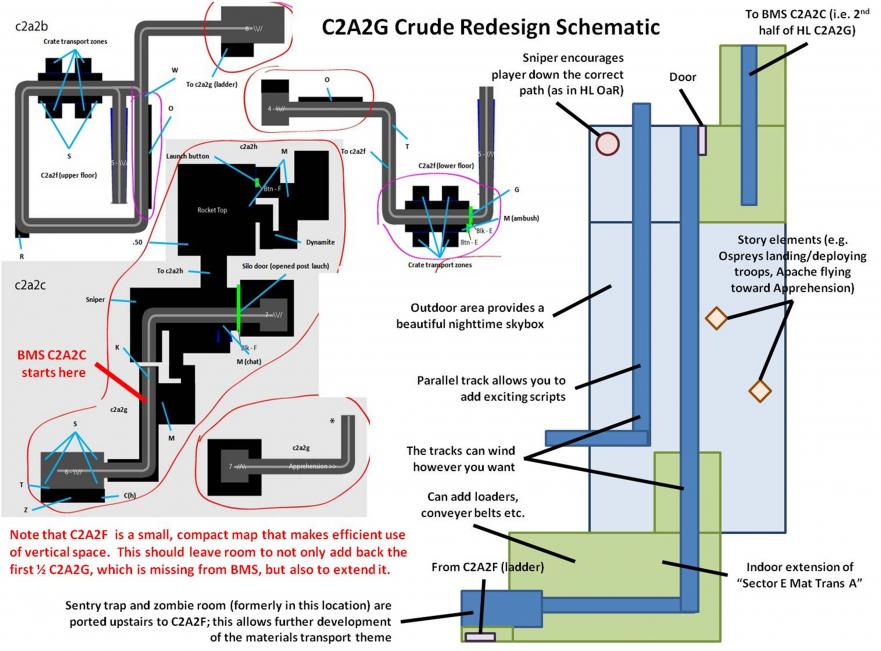 C2A2G Crude Redesign Schematic
c2a2b
Crate transport zones
W
O
S
C2a2f(upper floor)
R
6 - \\//
To c2a2g (ladder)
5 - \\//
O
4 - \\//
T
To C2a2f
C2a2f(lower floor)
G
M (ambush)
Blk - E
Btn - E
Crate transport zones
c2a2h
Launch button
M
Btn - F
Rocket Top
Dynamite
.50
To c2a2h
Silo door (opened post lauch)
c2a2c
Sniper
7 - \\//
Blk - F
M (chat)
K
BMS C2A2C
starts here
c2a2g
M
S
6 - \\//
T
Z
C(h)
*
c2a2g
Apprehension >>
Note that C2A2F is a small, compact map that makes efficient use
of vertical space. This should leave room to not only add back the
first ½ C2A2G, which is missing from BMS, but also to extend it.
To BMS C2A2C (i.e. 2nd
half of HL C2A2G)
Sniper encourages
player down the correct
path (as in HL OaR)
Door
Story elements (e.g.
Ospreys landing/deploying
troops, Apache flying
toward Apprehension)
Outdoor area provides a
beautiful nighttime skybox
Parallel track allows you to
add exciting scripts
The tracks can wind
however you want
Can add loaders,
conveyer belts etc.
From C2A2F (ladder)
Indoor extension of
“Sector E Mat Trans A”
Sentry trap and zombie room (formerly in this location) are
ported upstairs to C2A2F; this allows further development
of the materials transport theme